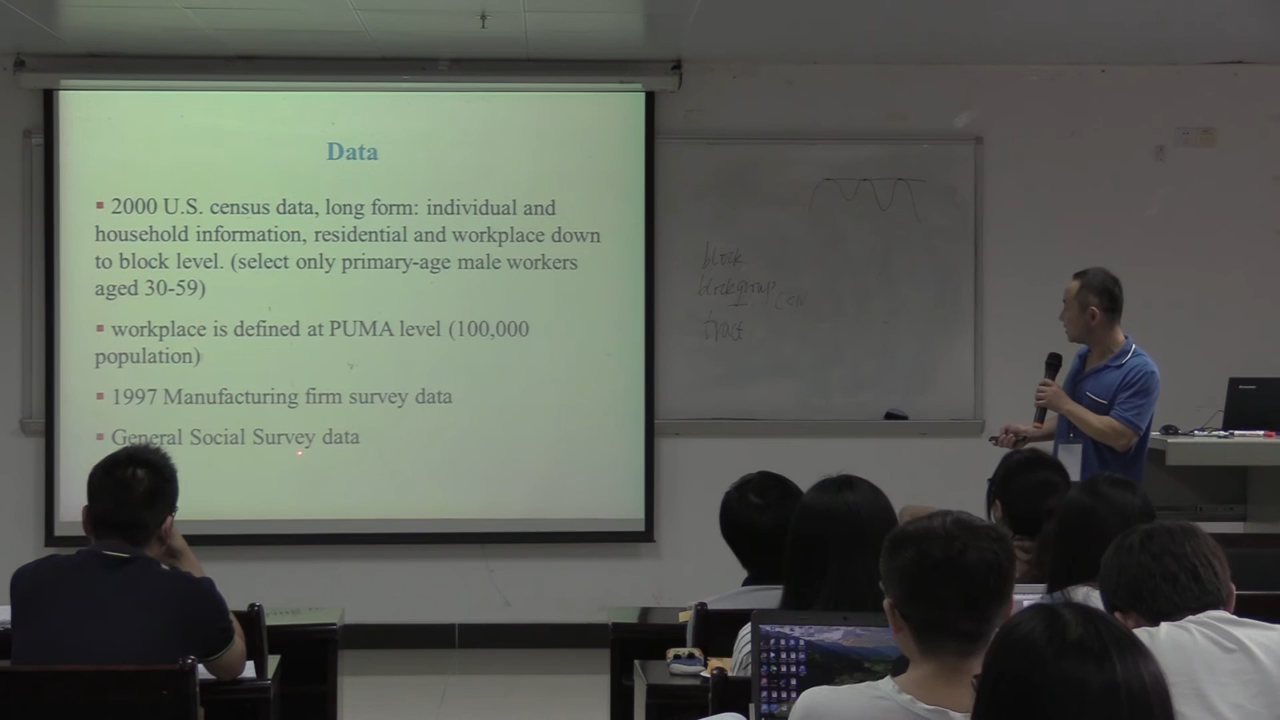 Data
▪ 2000 U.S. census data, long form: individual and
household information, residential and workplace down
to block level. (select only primary-age male workers
aged 30-59)
▪ workplace is defined at PUMA level (100,000
population)
▪ 1997 Manufacturing firm survey data
▪ General Social Survey data
block
blockgroup
tract